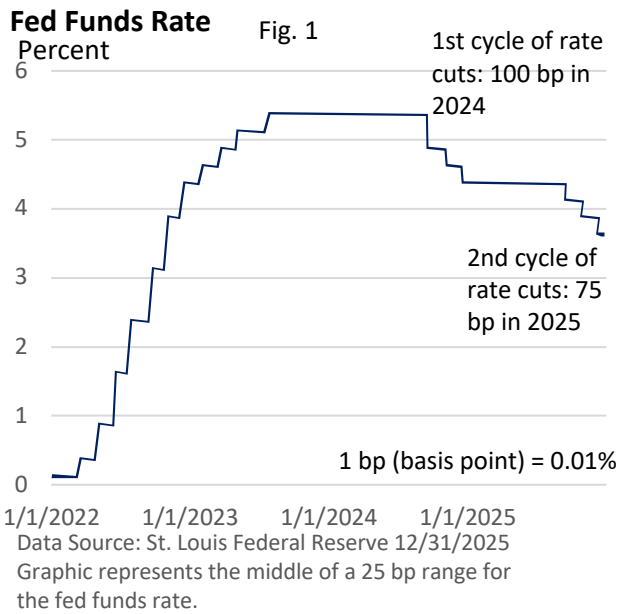 Fed Funds Rate
Fig. 1
Percent
1st cycle of rate
cuts: 100 bp in
2024
6
5
4
3
2
1
0
2nd cycle of
rate cuts: 75
bp in 2025
1 bp (basis point) = 0.01%
1/1/2022 1/1/2023 1/1/2024 1/1/2025
Data Source: St. Louis Federal Reserve 12/31/2025
Graphic represents the middle of a 25 bp range for
the fed funds rate.